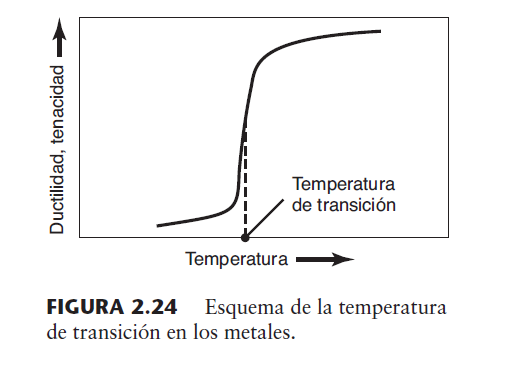 Ductilidad, tenacidad
Temperatura
de transición
Temperatura
FIGURA 2.24 Esquema de la temperatura
de transición en los metales.